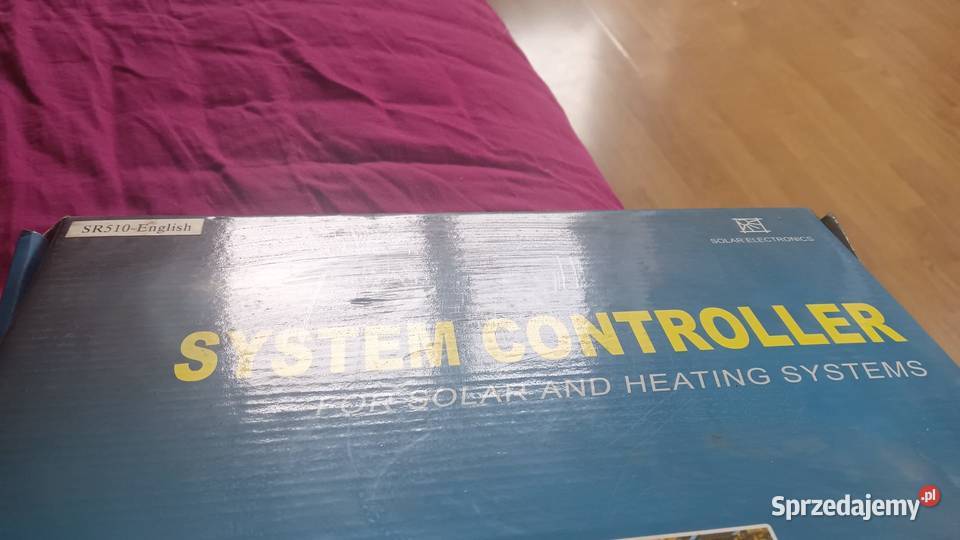 SR510-English
SOLAR ELECTRONICS
SYSTEM CONTROLLER
FOR SOLAR AND HEATING SYSTEMS
Sprzedajemy.pl